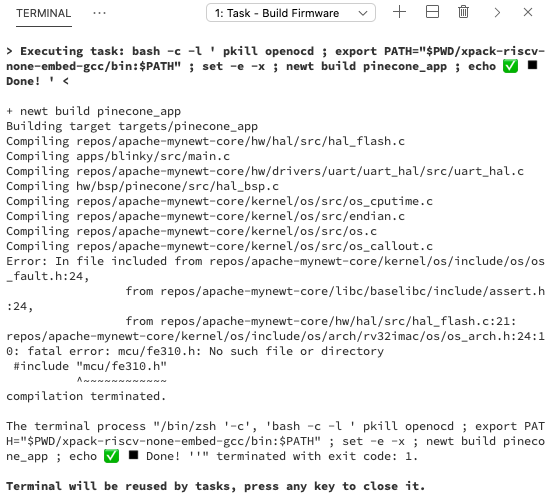 TERMINAL ... 1: Task - Build Firmware
> Executing task: bash -c -l ' pkill openocd ; export PATH="$PWD/xpack-riscv-
none-embed-gcc/bin:$PATH" ; set -e -x ; newt build pinecone_app ; echo ✅ ◾
Done! ' <
+ newt build pinecone_app
Building target targets/pinecone_app
Compiling repos/apache-mynewt-core/hw/hal/src/hal_flash.c
Compiling apps/blinky/src/main.c
Compiling repos/apache-mynewt-core/hw/drivers/uart/uart_hal/src/uart_hal.c
Compiling hw/bsp/pinecone/src/hal_bsp.c
Compiling repos/apache-mynewt-core/kernel/os/src/os_cputime.c
Compiling repos/apache-mynewt-core/kernel/os/src/endian.c
Compiling repos/apache-mynewt-core/kernel/os/src/os.c
Compiling repos/apache-mynewt-core/kernel/os/src/os_callout.c
Error: In file included from repos/apache-mynewt-core/kernel/os/include/os/os
_fault.h:24,
                 from repos/apache-mynewt-core/libc/baselibc/include/assert.h
:24,
                 from repos/apache-mynewt-core/hw/hal/src/hal_flash.c:21:
repos/apache-mynewt-core/kernel/os/include/os/arch/rv32imac/os/os_arch.h:24:1
0: fatal error: mcu/fe310.h: No such file or directory
 #include "mcu/fe310.h"
          ^~~~~~~~~~~~~
compilation terminated.
The terminal process "/bin/zsh '-c', 'bash -c -l ' pkill openocd ; export PAT
H="$PWD/xpack-riscv-none-embed-gcc/bin:$PATH" ; set -e -x ; newt build pineco
ne_app ; echo ✅ ◾ Done! ''" terminated with exit code: 1.
Terminal will be reused by tasks, press any key to close it.